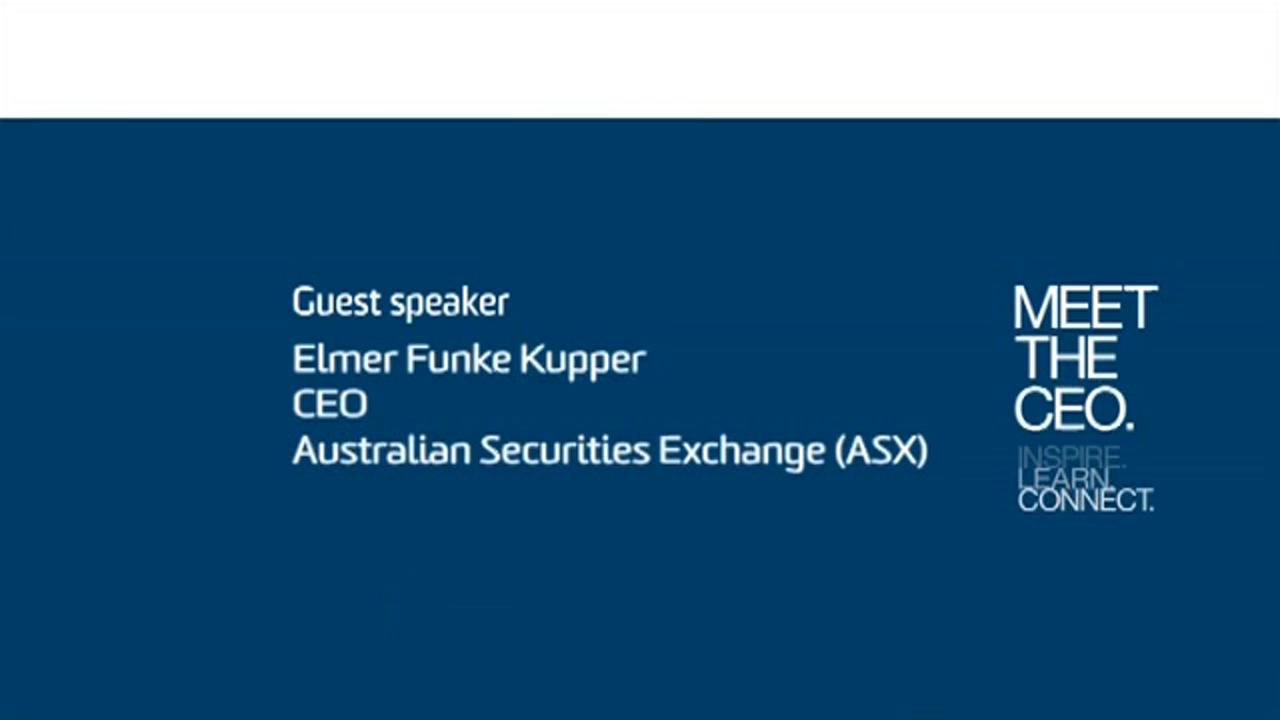 Guest speaker
Elmer Funke Kupper
CEO
Australian Securities Exchange (ASX)
MEET
THE
CEO.
INSPIRE.
LEARN.
CONNECT.